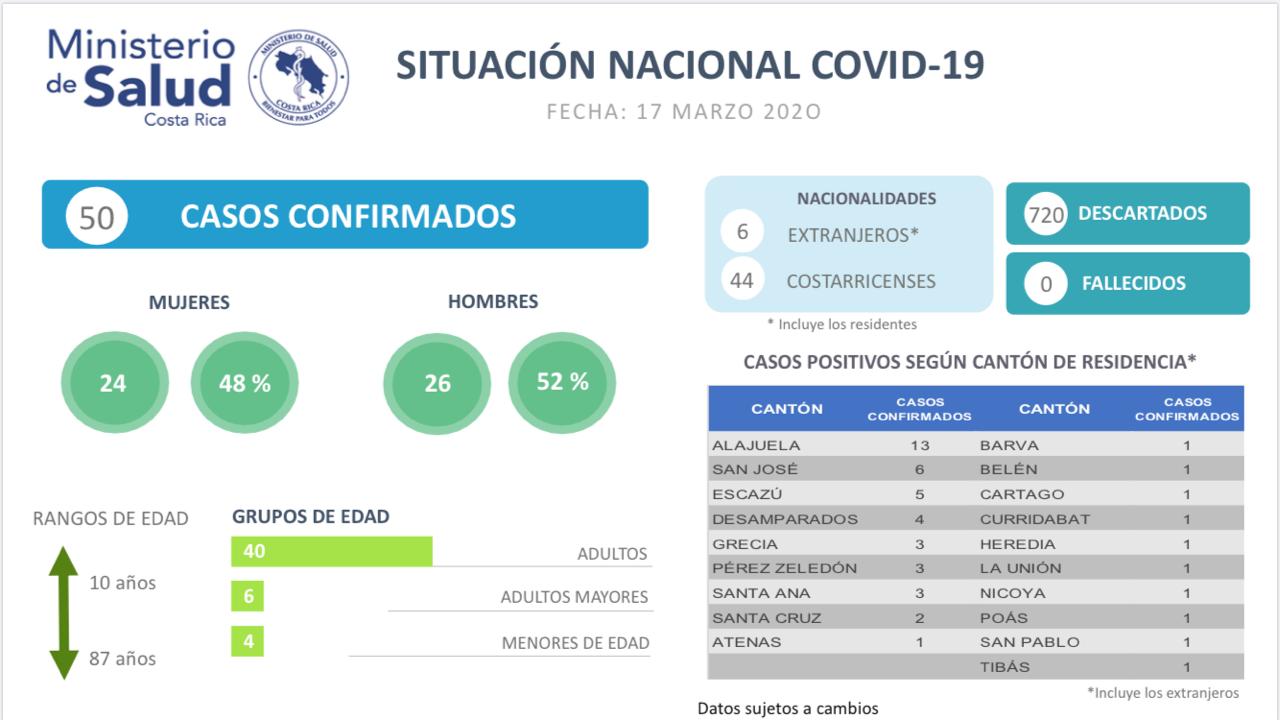 Ministerio
de Salud
Costa Rica
MINISTERIO DE SALUD
COSTA RICA
BIENESTAR PARA TODOS
SITUACIÓN NACIONAL COVID-19
FECHA: 17 MARZO 202O
50 CASOS CONFIRMADOS
MUJERES
24 48 %
HOMBRES
26 52 %
RANGOS DE EDAD
10 años
87 años
GRUPOS DE EDAD
40 ADULTOS
6 ADULTOS MAYORES
4 MENORES DE EDAD
NACIONALIDADES
6 EXTRANJEROS*
44 COSTARRICENSES
* Incluye los residentes
720 DESCARTADOS
0 FALLECIDOS
CASOS POSITIVOS SEGÚN CANTÓN DE RESIDENCIA*
CANTÓN CASOS CONFIRMADOS CANTÓN CASOS CONFIRMADOS
ALAJUELA 13 BARVA 1
SAN JOSÉ 6 BELÉN 1
ESCAZÚ 5 CARTAGO 1
DESAMPARADOS 4 CURRIDABAT 1
GRECIA 3 HEREDIA 1
PÉREZ ZELEDÓN 3 LA UNIÓN 1
SANTA ANA 3 NICOYA 1
SANTA CRUZ 2 POÁS 1
ATENAS 1 SAN PABLO 1
TIBÁS 1
*Incluye los extranjeros
Datos sujetos a cambios